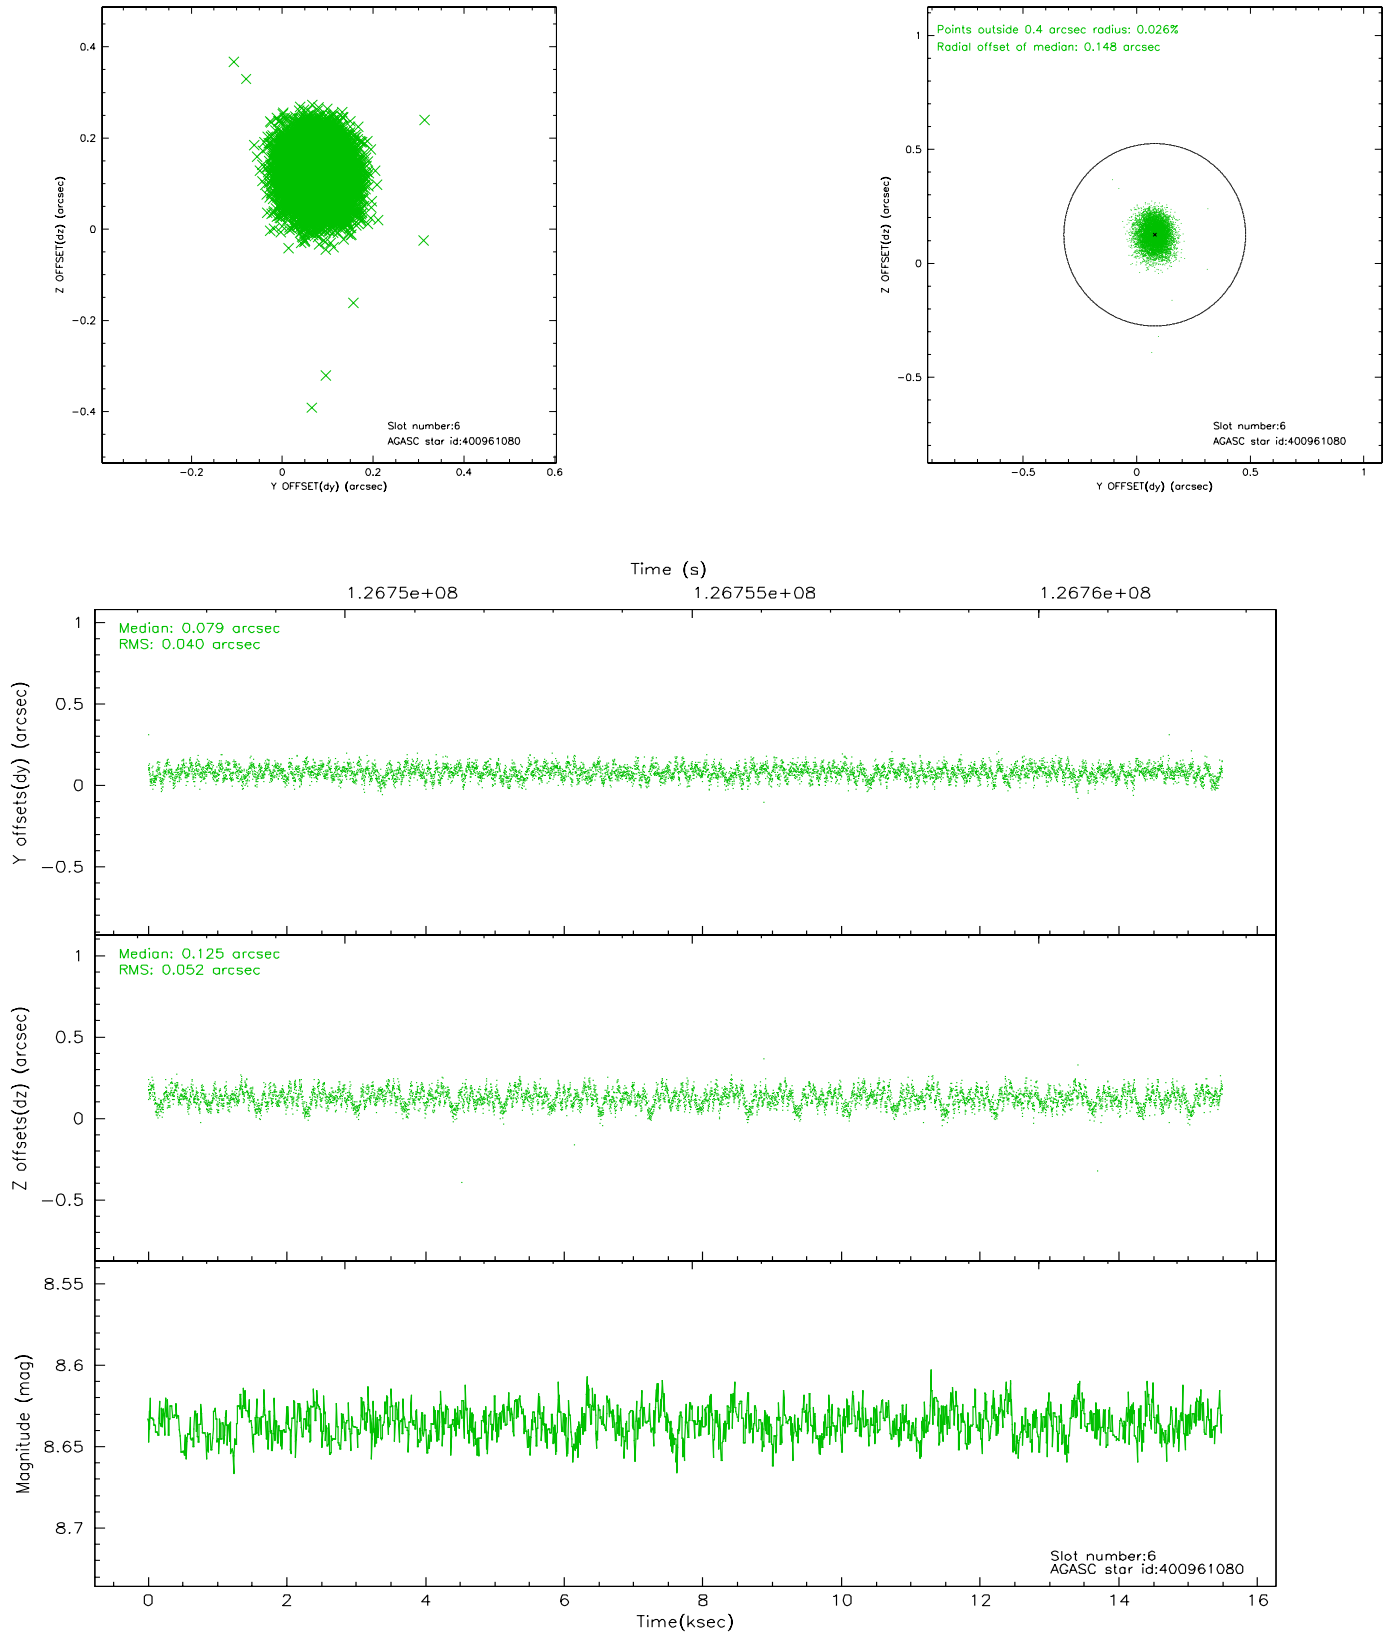 0.4
0.2
0
−0.2
−0.4
Z OFFSET(dz) (arcsec)
Slot number:6
AGASC star id:400961080
−0.2
0
0.2
0.4
0.6
Y OFFSET(dy) (arcsec)
Points outside 0.4 arcsec radius: 0.026%
Radial offset of median: 0.148 arcsec
1
0.5
0
−0.5
Z OFFSET(dz) (arcsec)
Slot number:6
AGASC star id:400961080
−0.5
0
0.5
1
Y OFFSET(dy) (arcsec)
Time (s)
1.2675e+08
1.26755e+08
1.2676e+08
Median: 0.079 arcsec
RMS: 0.040 arcsec
1
0.5
0
−0.5
Y offsets(dy) (arcsec)
Median: 0.125 arcsec
RMS: 0.052 arcsec
1
0.5
0
−0.5
Z offsets(dz) (arcsec)
8.55
8.6
8.65
8.7
Magnitude (mag)
Slot number:6
AGASC star id:400961080
0
2
4
6
8
10
12
14
16
Time(ksec)